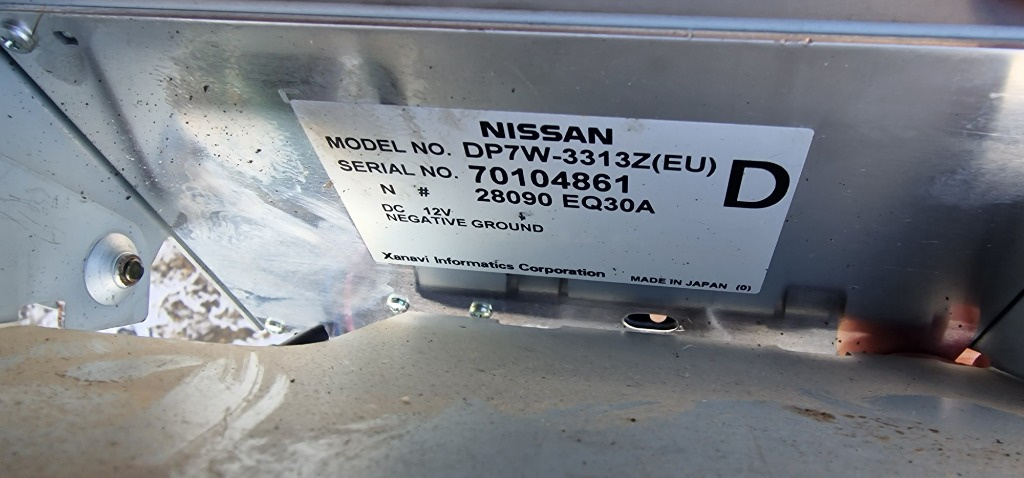 NISSAN
MODEL NO. DP7W-3313Z(EU)
D
SERIAL NO. 70104861
N # 28090 EQ30A
DC 12V
NEGATIVE GROUND
Xanavi Informatics Corporation MADE IN JAPAN (0)